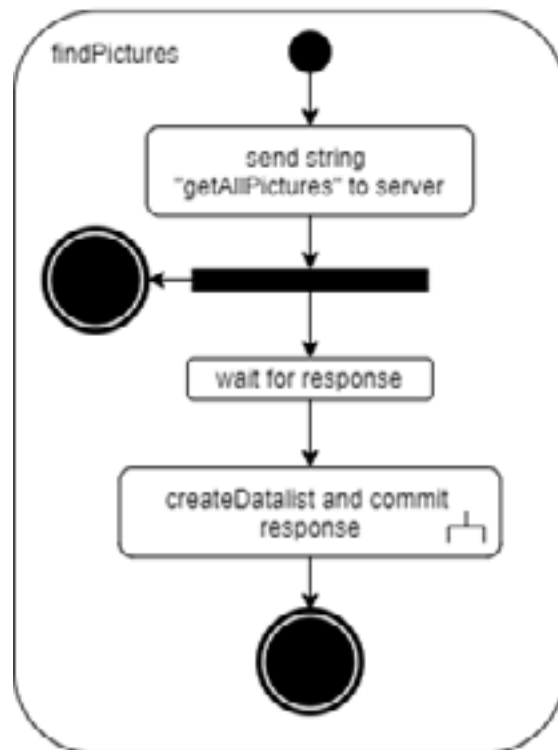 findPictures
send string
"getAllPictures" to server
wait for response
createDatalist and commit
response